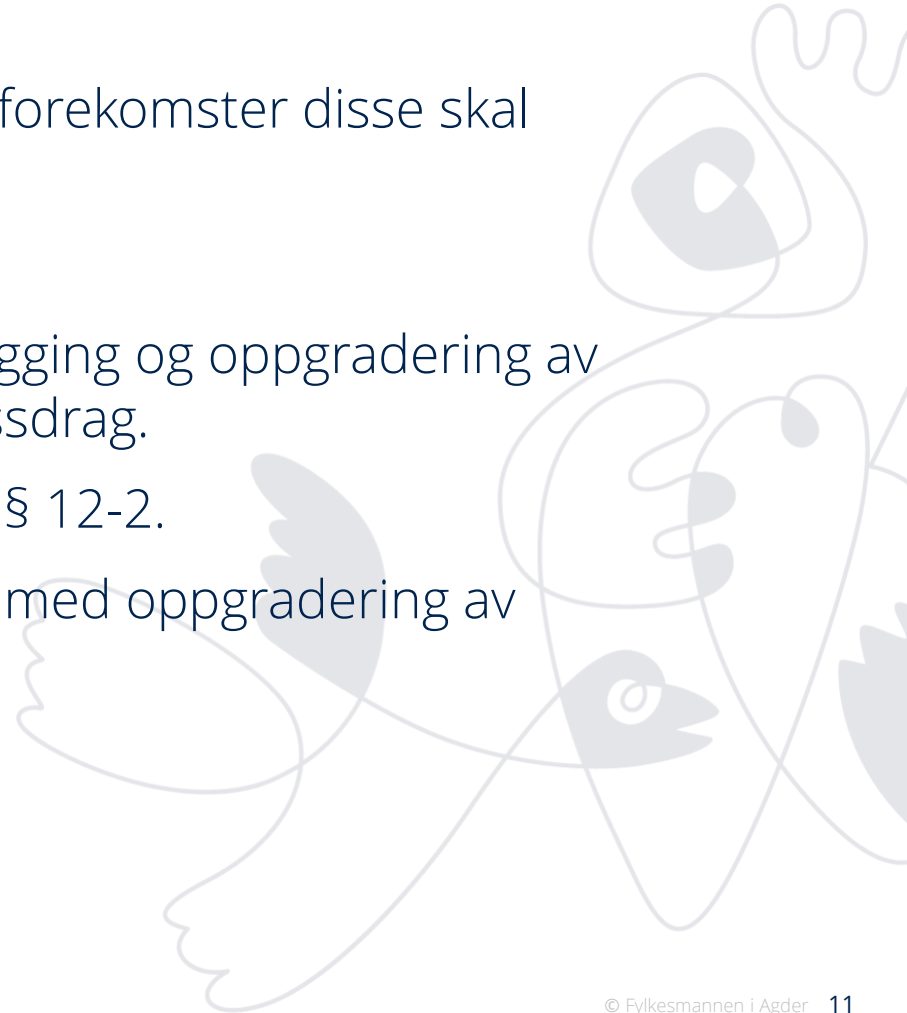 forekomster disse skal
gging og oppgradering av
ssdrag.
§ 12-2.
med oppgradering av
© Fylkesmannen i Agder 11